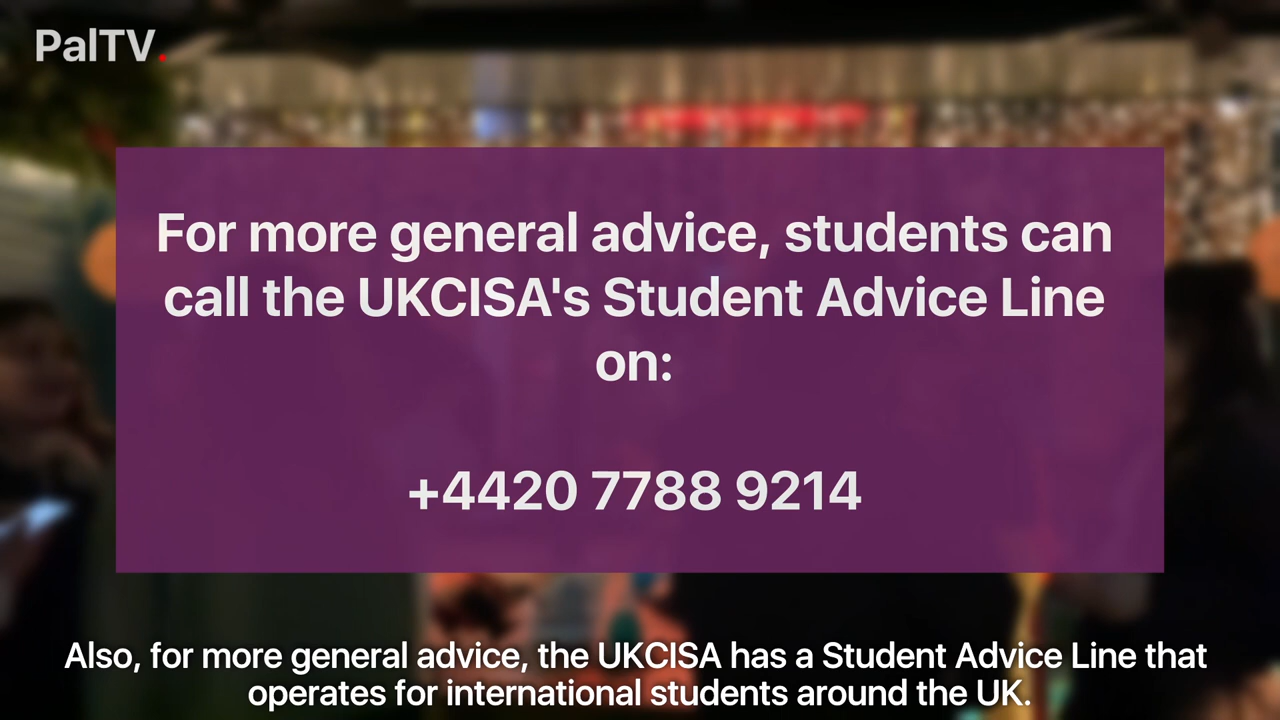 PalTV.
For more general advice, students can
call the UKCISA's Student Advice Line
on:
+4420 7788 9214
Also, for more general advice, the UKCISA has a Student Advice Line that
operates for international students around the UK.